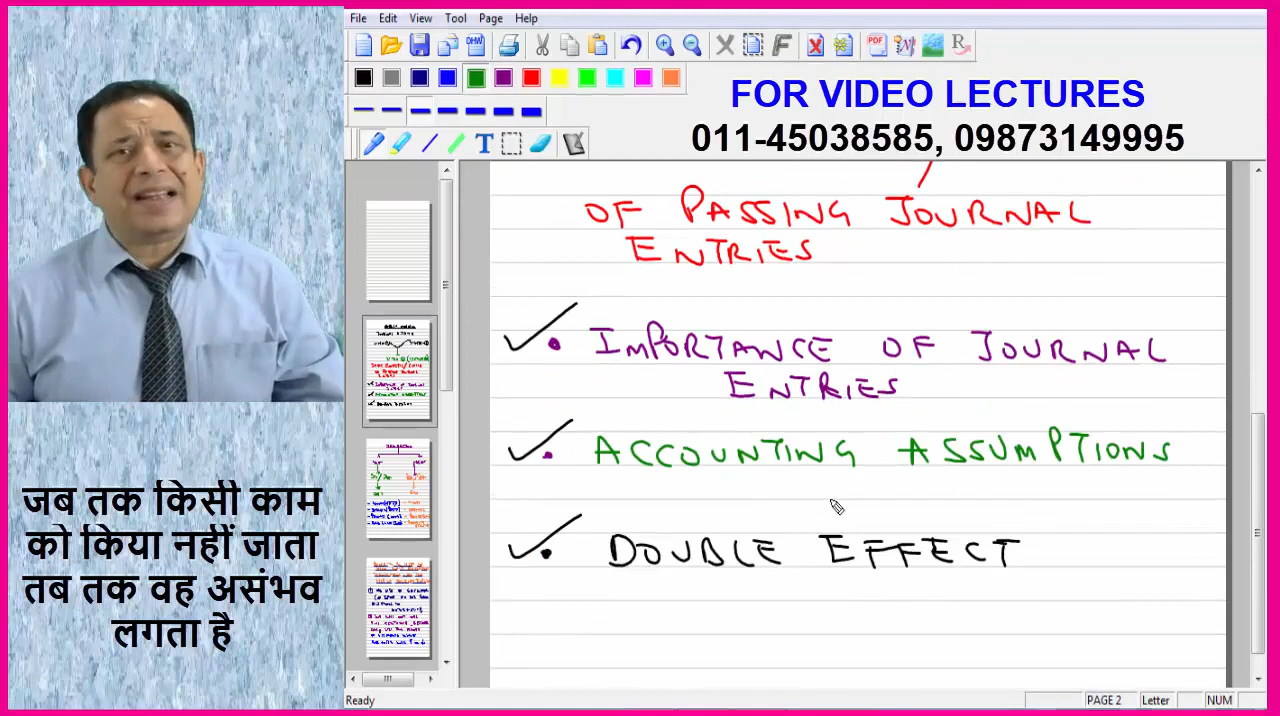 File Edit View Tool Page Help
FOR VIDEO LECTURES
011-45038585, 09873149995
OF PASSING JOURNAL
ENTRIES
IMPORTANCE OF JOURNAL
ENTRIES
ACCOUNTING ASSUMPTIONS
DOUBLE EFFECT
जब तक किसी काम
को किया नहीं जाता
तब तक वह असंभव
लगता है
Ready PAGE 2 Letter NUM